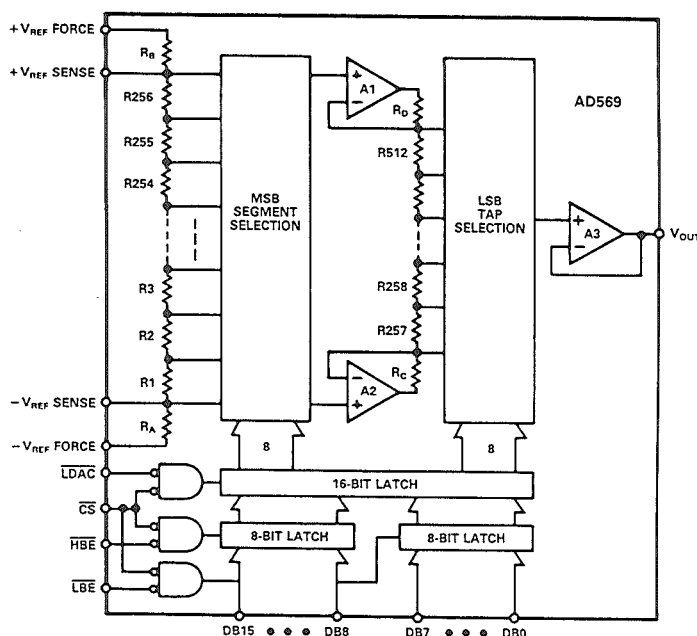 +VREF FORCE
RB
+VREF SENSE
R256
R255
R254
R3
R2
R1
-VREF SENSE
RA
-VREF FORCE
MSB
SEGMENT
SELECTION
+
A1
-
RD
R512
R258
R257
RC
-
A2
+
LSB
TAP
SELECTION
AD569
+
A3
-
VOUT
8
8
LDAC
16-BIT LATCH
CS
HBE
8-BIT LATCH
8-BIT LATCH
LBE
DB15 • • • DB8 DB7 • • • DB0